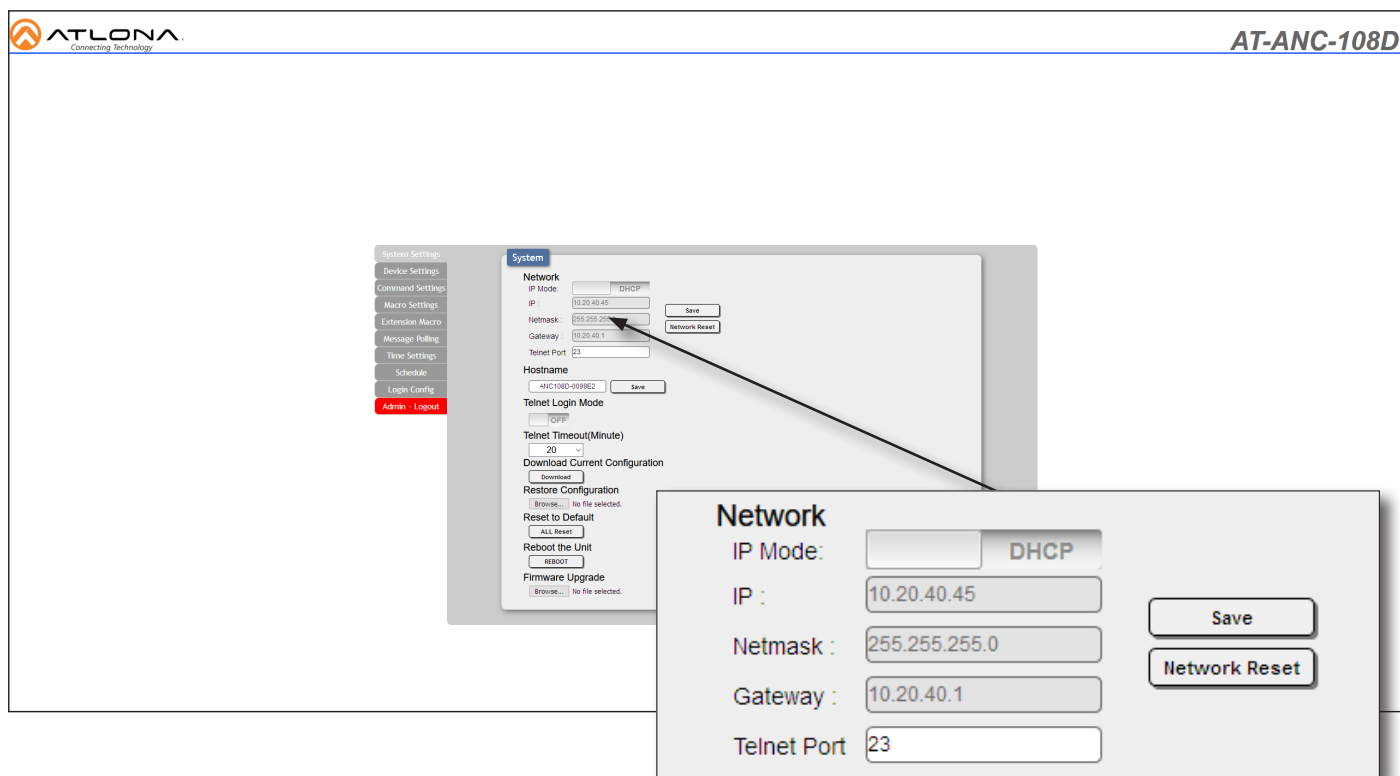 ATLONA.
Connecting Technology
AT-ANC-108D
System Settings
Device Settings
Command Settings
Macro Settings
Extension Macro
Message Polling
Time Settings
Schedule
Login Config
Admin - Logout
System
Network
IP Mode: DHCP
IP : 10.20.40.45
Netmask : 255.255.255.
Gateway : 10.20.40.1
Telnet Port 23
Save
Network Reset
Hostname
ANC108D-0098E2 Save
Telnet Login Mode
OFF
Telnet Timeout(Minute)
20
Download Current Configuration
Download
Restore Configuration
Browse... No file selected.
Reset to Default
ALL Reset
Reboot the Unit
REBOOT
Firmware Upgrade
Browse... No file selected.
Network
IP Mode: DHCP
IP : 10.20.40.45
Netmask : 255.255.255.0
Gateway : 10.20.40.1
Telnet Port 23
Save
Network Reset